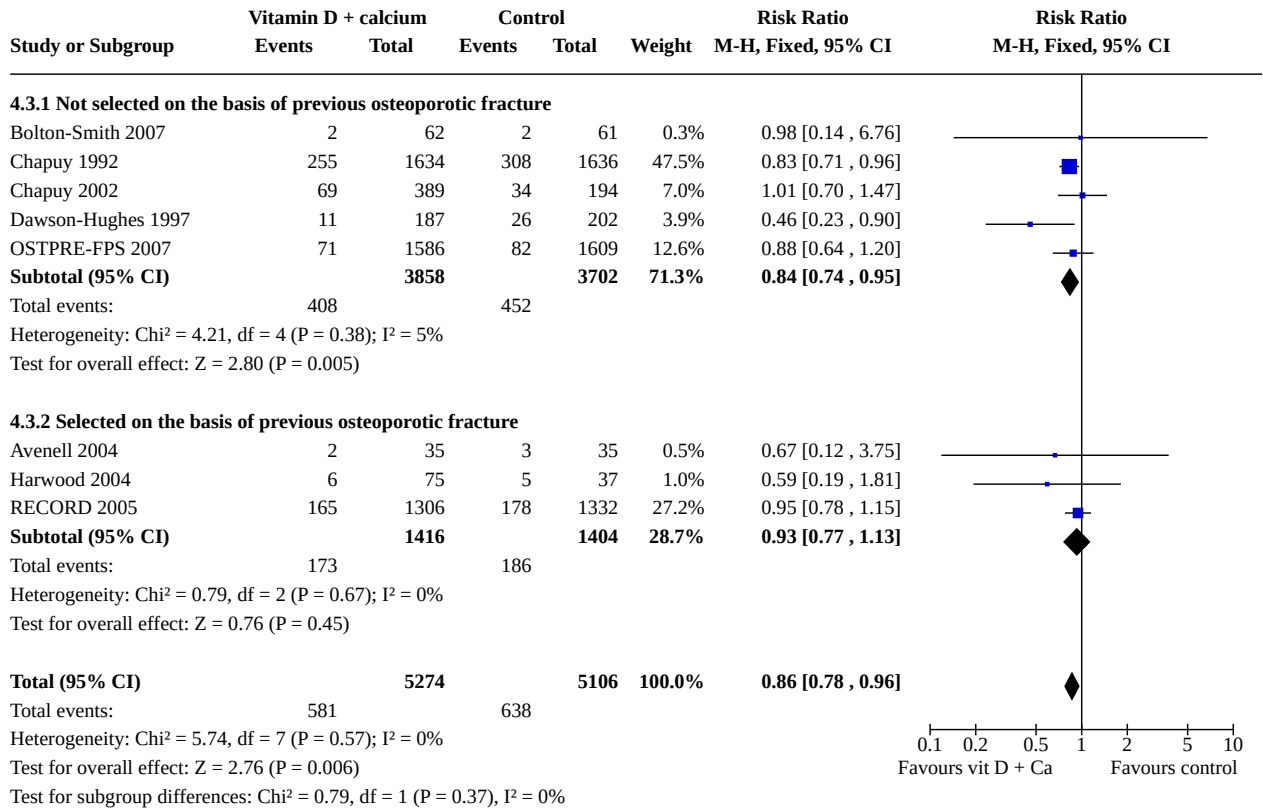 Vitamin D + calcium Control Risk Ratio Risk Ratio
Study or Subgroup Events Total Events Total Weight M-H, Fixed, 95% CI M-H, Fixed, 95% CI
4.3.1 Not selected on the basis of previous osteoporotic fracture
Bolton-Smith 2007 2 62 2 61 0.3% 0.98 [0.14 , 6.76]
Chapuy 1992 255 1634 308 1636 47.5% 0.83 [0.71 , 0.96]
Chapuy 2002 69 389 34 194 7.0% 1.01 [0.70 , 1.47]
Dawson-Hughes 1997 11 187 26 202 3.9% 0.46 [0.23 , 0.90]
OSTPRE-FPS 2007 71 1586 82 1609 12.6% 0.88 [0.64 , 1.20]
Subtotal (95% CI) 3858 3702 71.3% 0.84 [0.74 , 0.95]
Total events: 408 452
Heterogeneity: Chi² = 4.21, df = 4 (P = 0.38); I² = 5%
Test for overall effect: Z = 2.80 (P = 0.005)
4.3.2 Selected on the basis of previous osteoporotic fracture
Avenell 2004 2 35 3 35 0.5% 0.67 [0.12 , 3.75]
Harwood 2004 6 75 5 37 1.0% 0.59 [0.19 , 1.81]
RECORD 2005 165 1306 178 1332 27.2% 0.95 [0.78 , 1.15]
Subtotal (95% CI) 1416 1404 28.7% 0.93 [0.77 , 1.13]
Total events: 173 186
Heterogeneity: Chi² = 0.79, df = 2 (P = 0.67); I² = 0%
Test for overall effect: Z = 0.76 (P = 0.45)
Total (95% CI) 5274 5106 100.0% 0.86 [0.78 , 0.96]
Total events: 581 638
Heterogeneity: Chi² = 5.74, df = 7 (P = 0.57); I² = 0%
0.1 0.2 0.5 1 2 5 10
Test for overall effect: Z = 2.76 (P = 0.006)
Favours vit D + Ca Favours control
Test for subgroup differences: Chi² = 0.79, df = 1 (P = 0.37), I² = 0%